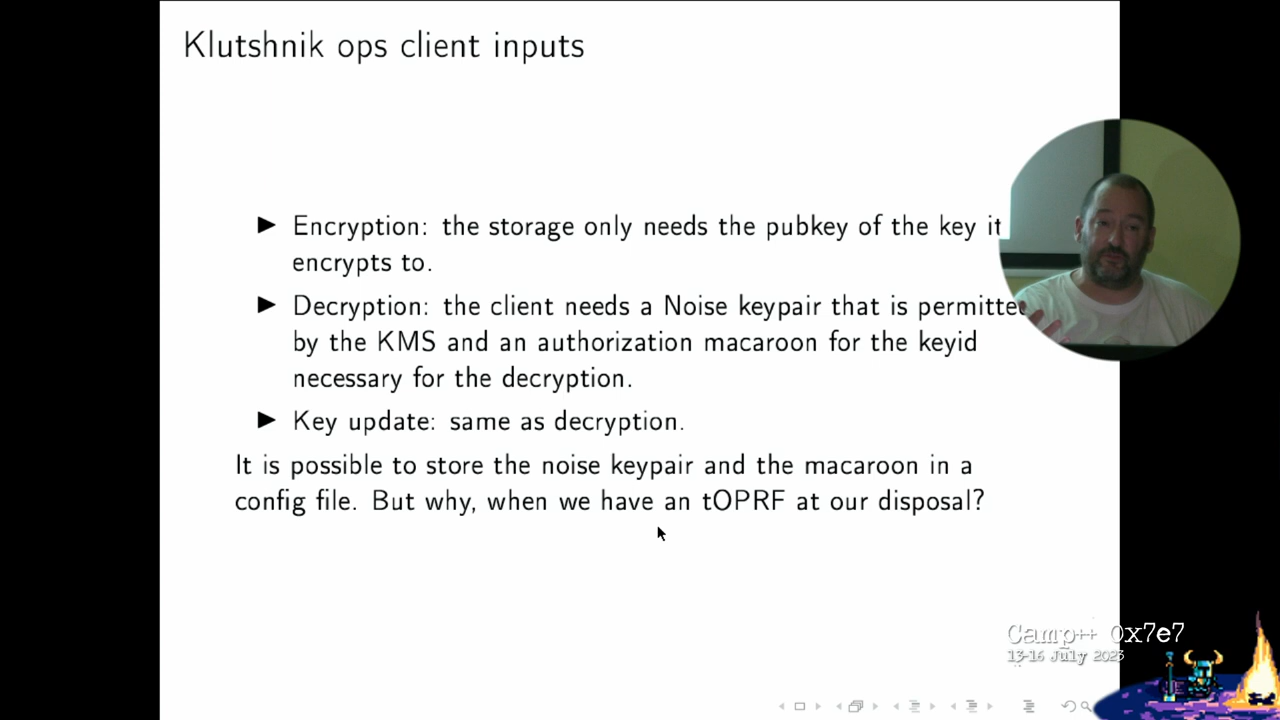 Klutshnik ops client inputs
Encryption: the storage only needs the pubkey of the key it
encrypts to.
Decryption: the client needs a Noise keypair that is permitted
by the KMS and an authorization macaroon for the keyid
necessary for the decryption.
Key update: same as decryption.
It is possible to store the noise keypair and the macaroon in a
config file. But why, when we have an tOPRF at our disposal?
Camp++ 0x7e7
13-16 July 2023